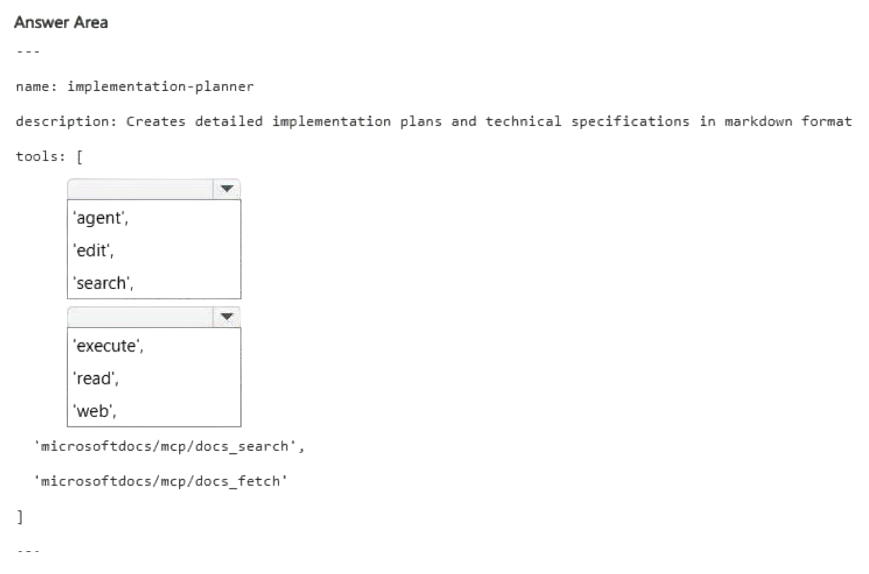 Answer Area
---
name: implementation-planner
description: Creates detailed implementation plans and technical specifications in markdown format
tools: [
'agent',
'edit',
'search',
'execute',
'read',
'web',
'microsoftdocs/mcp/docs_search',
'microsoftdocs/mcp/docs_fetch'
]
---